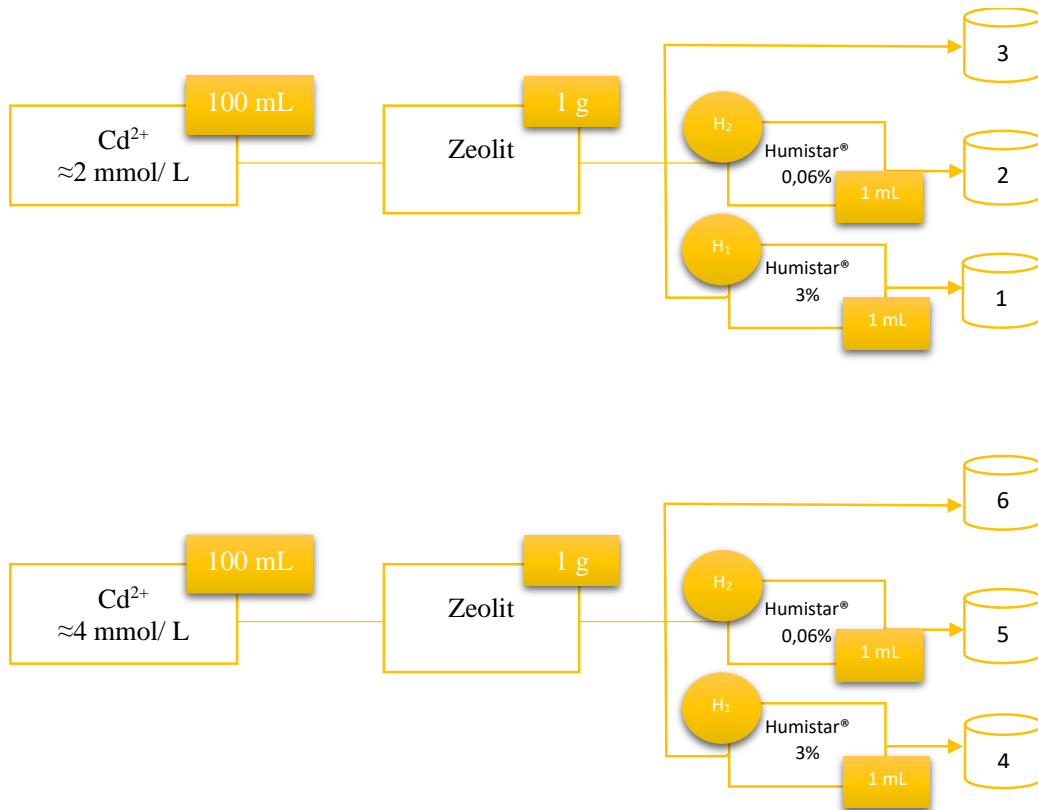 3
100 mL
1 g
Cd²⁺
≈2 mmol/ L
Zeolit
H₂
Humistar®
0,06%
1 mL
2
H₁
Humistar®
3%
1 mL
1
6
100 mL
1 g
Cd²⁺
≈4 mmol/ L
Zeolit
H₂
Humistar®
0,06%
1 mL
5
H₁
Humistar®
3%
1 mL
4